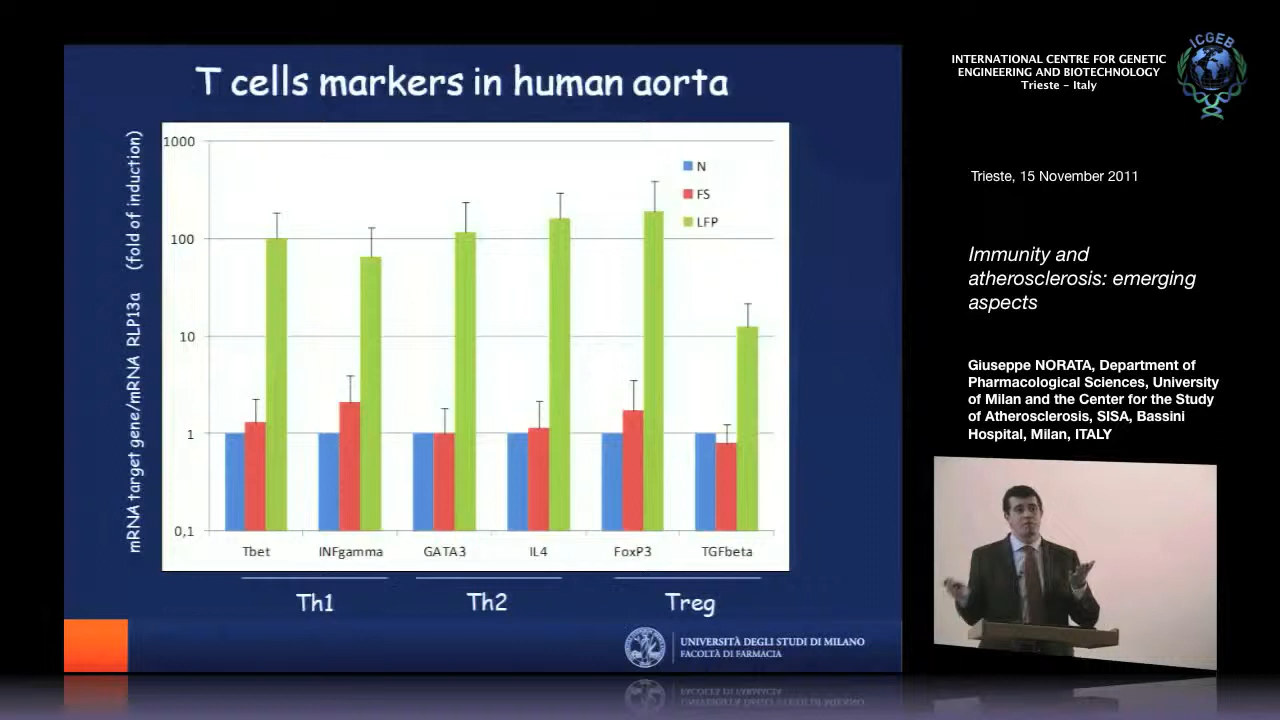 T cells markers in human aorta
mRNA target gene/mRNA RLP13a (fold of induction)
1000
100
10
1
0,1
N
FS
LFP
Tbet
INFgamma
GATA3
IL4
FoxP3
TGFbeta
Th1
Th2
Treg
UNIVERSITÀ DEGLI STUDI DI MILANO
FACOLTÀ DI FARMACIA
INTERNATIONAL CENTRE FOR GENETIC
ENGINEERING AND BIOTECHNOLOGY
Trieste - Italy
ICGEB
Trieste, 15 November 2011
Immunity and
atherosclerosis: emerging
aspects
Giuseppe NORATA, Department of
Pharmacological Sciences, University
of Milan and the Center for the Study
of Atherosclerosis, SISA, Bassini
Hospital, Milan, ITALY